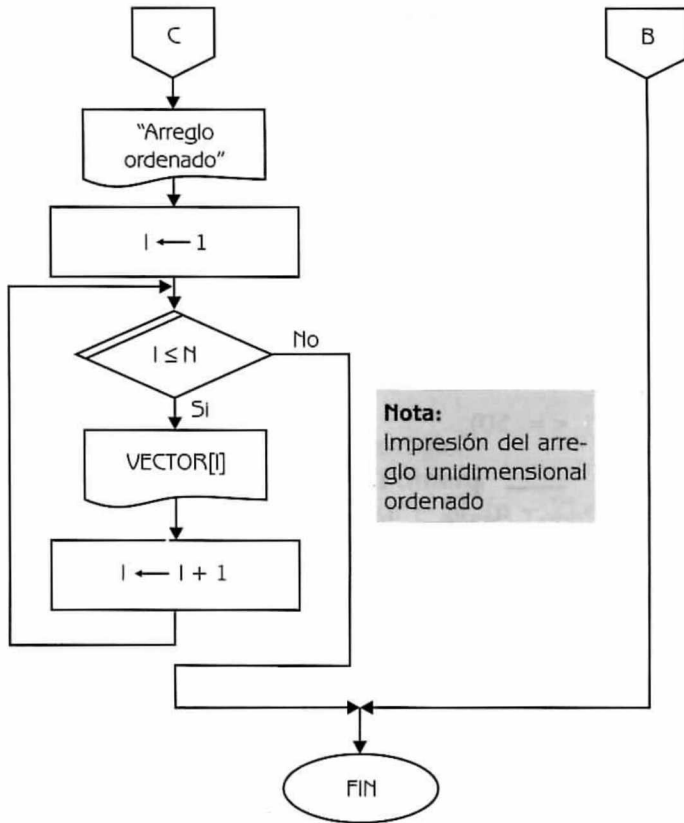 C
B
“Arreglo
ordenado”
I ← 1
I ≤ N
No
Si
VECTOR[I]
I ← I + 1
Nota:
Impresión del arre-
glo unidimensional
ordenado
FIN